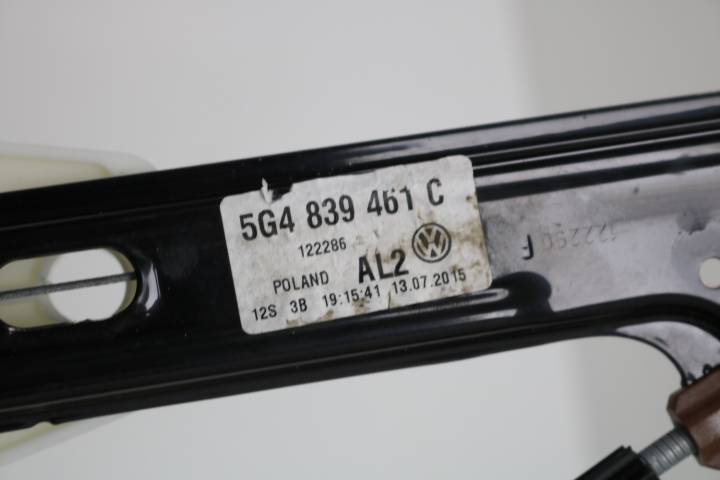 5G4 839 461 C
122286
POLAND AL2
12S 3B 19:15:41 13.07.2015
F